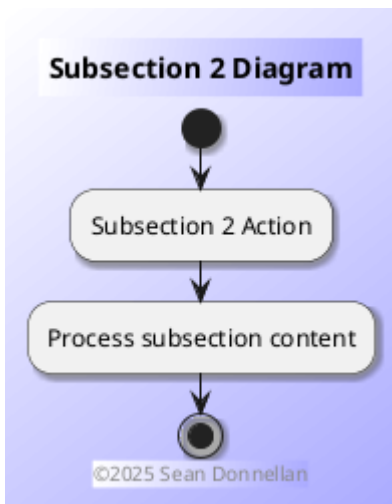 Subsection 2 Diagram
Subsection 2 Action
Process subsection content
©2025 Sean Donnellan